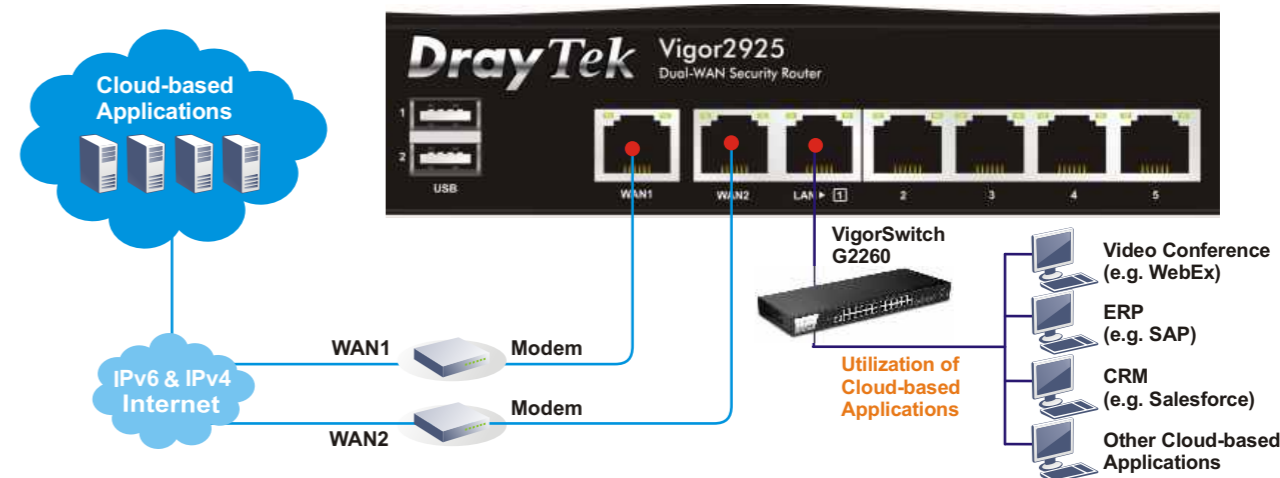 DrayTek
Vigor2925
Dual-WAN Security Router
Cloud-based
Applications
1
2
USB
WAN1
WAN2
LAN
1
2
3
4
5
VigorSwitch
G2260
Video Conference
(e.g. WebEx)
ERP
(e.g. SAP)
CRM
(e.g. Salesforce)
Other Cloud-based
Applications
Utilization of
Cloud-based
Applications
WAN1
Modem
IPv6 & IPv4
Internet
Modem
WAN2